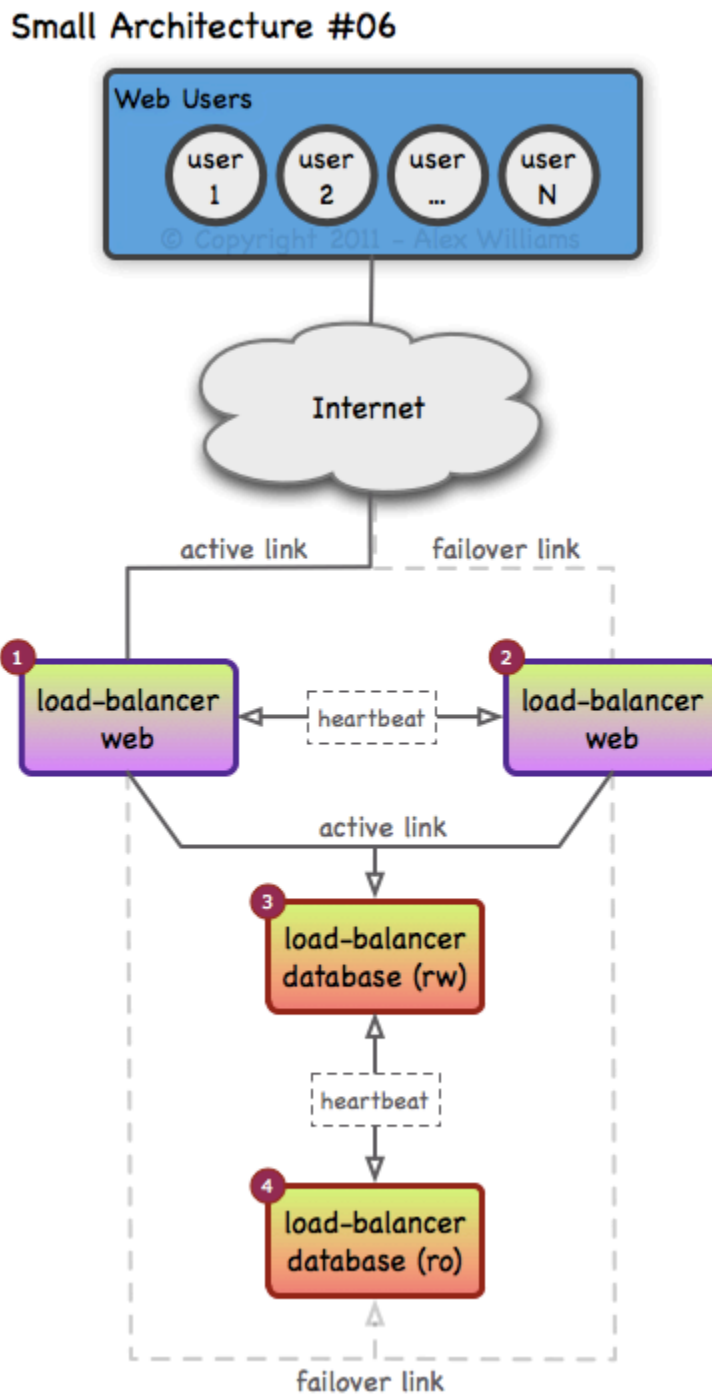 Small Architecture #06
Web Users
user
1
user
2
user
...
user
N
© Copyright 2011 - Alex Williams
Internet
active link
failover link
1
2
load-balancer
web
heartbeat
load-balancer
web
active link
3
load-balancer
database (rw)
heartbeat
4
load-balancer
database (ro)
failover link